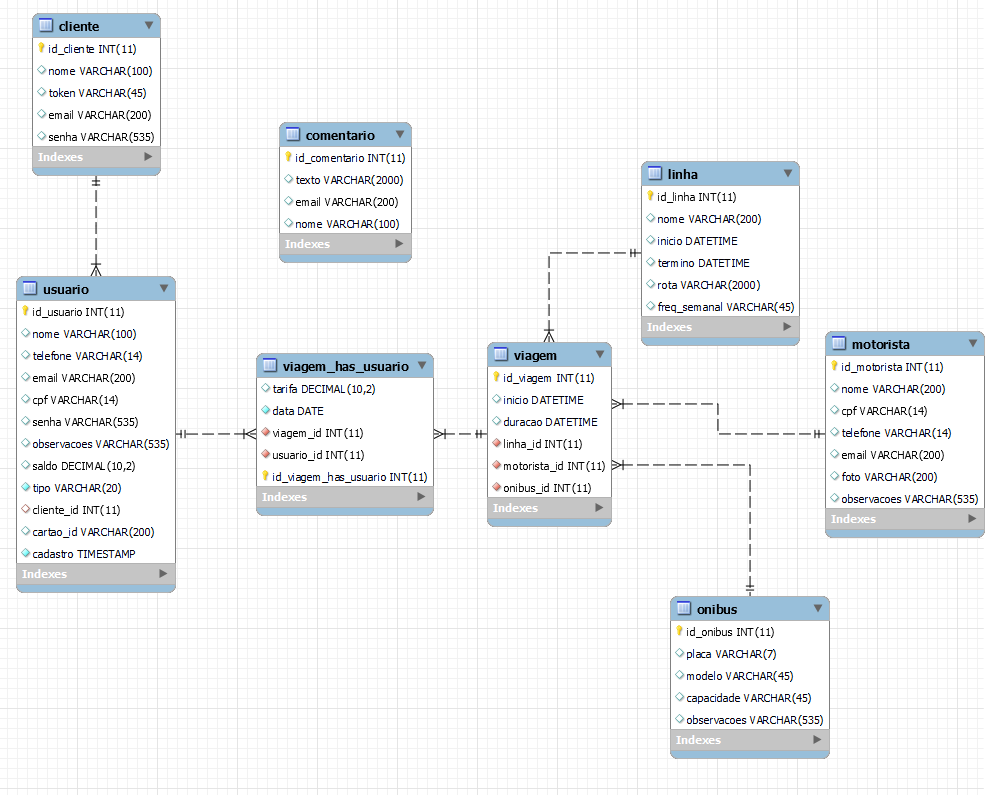 cliente
id_cliente INT(11)
nome VARCHAR(100)
token VARCHAR(45)
email VARCHAR(200)
senha VARCHAR(535)
Indexes
comentario
id_comentario INT(11)
texto VARCHAR(2000)
email VARCHAR(200)
nome VARCHAR(100)
Indexes
linha
id_linha INT(11)
nome VARCHAR(200)
inicio DATETIME
termino DATETIME
rota VARCHAR(2000)
freq_semanal VARCHAR(45)
Indexes
usuario
id_usuario INT(11)
nome VARCHAR(100)
telefone VARCHAR(14)
email VARCHAR(200)
cpf VARCHAR(14)
senha VARCHAR(535)
observacoes VARCHAR(535)
saldo DECIMAL(10,2)
tipo VARCHAR(20)
cliente_id INT(11)
cartao_id VARCHAR(200)
cadastro TIMESTAMP
Indexes
viagem_has_usuario
tarifa DECIMAL(10,2)
data DATE
viagem_id INT(11)
usuario_id INT(11)
id_viagem_has_usuario INT(11)
Indexes
viagem
id_viagem INT(11)
inicio DATETIME
duracao DATETIME
linha_id INT(11)
motorista_id INT(11)
onibus_id INT(11)
Indexes
motorista
id_motorista INT(11)
nome VARCHAR(200)
cpf VARCHAR(14)
telefone VARCHAR(14)
email VARCHAR(200)
foto VARCHAR(200)
observacoes VARCHAR(535)
Indexes
onibus
id_onibus INT(11)
placa VARCHAR(7)
modelo VARCHAR(45)
capacidade VARCHAR(45)
observacoes VARCHAR(535)
Indexes